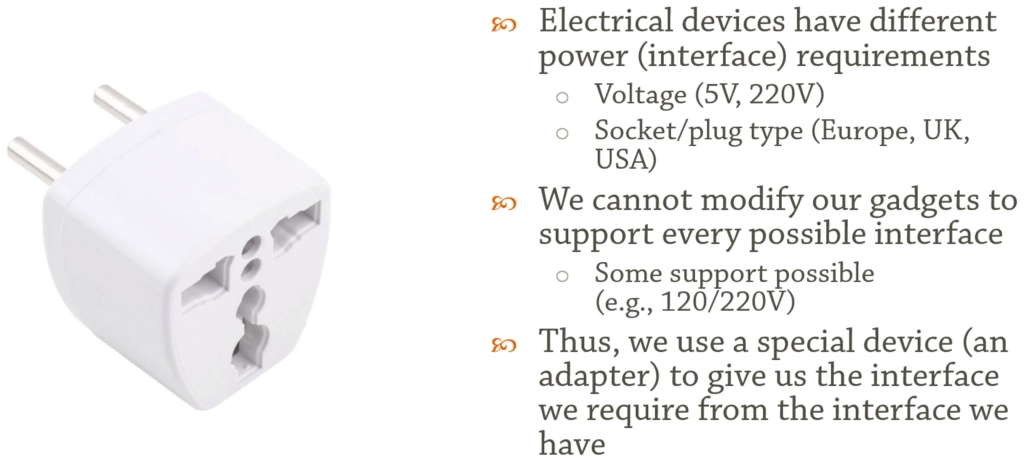 Electrical devices have different
power (interface) requirements
Voltage (5V, 220V)
Socket/plug type (Europe, UK,
USA)
We cannot modify our gadgets to
support every possible interface
Some support possible
(e.g., 120/220V)
Thus, we use a special device (an
adapter) to give us the interface
we require from the interface we
have